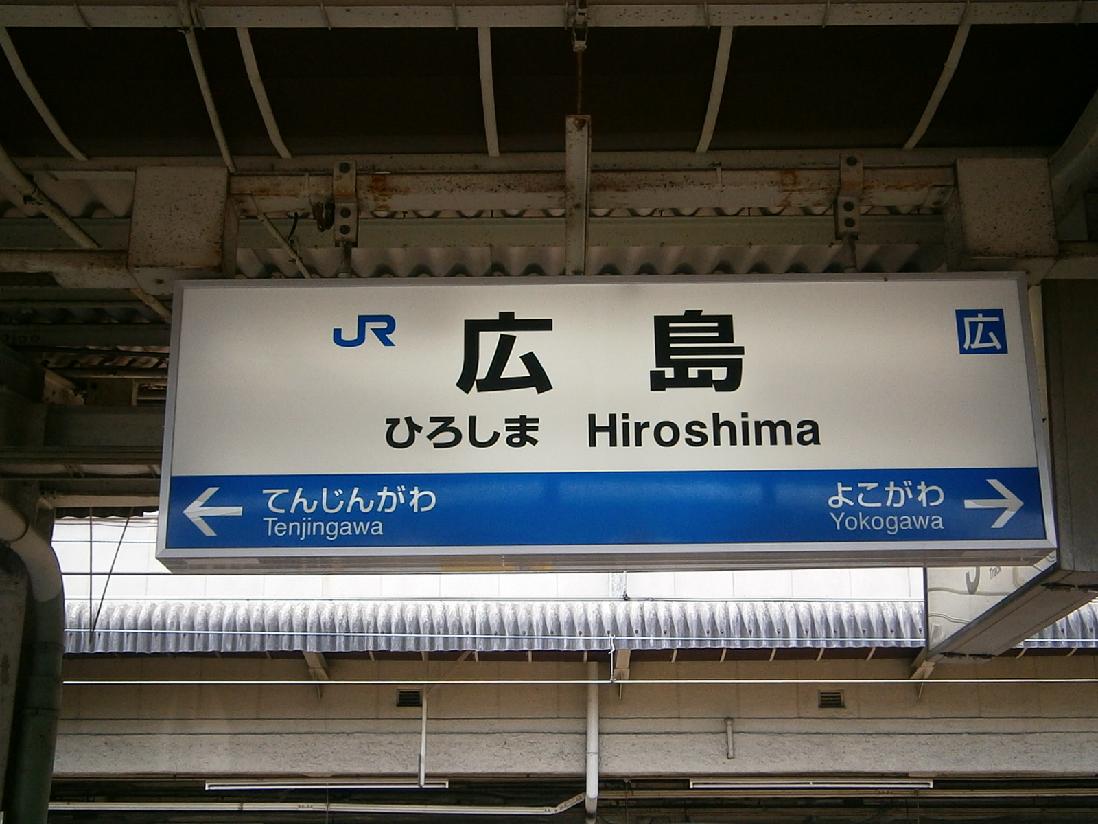 JR 広島 広
ひろしま Hiroshima
← てんじんがわ よこがわ →
Tenjingawa Yokogawa